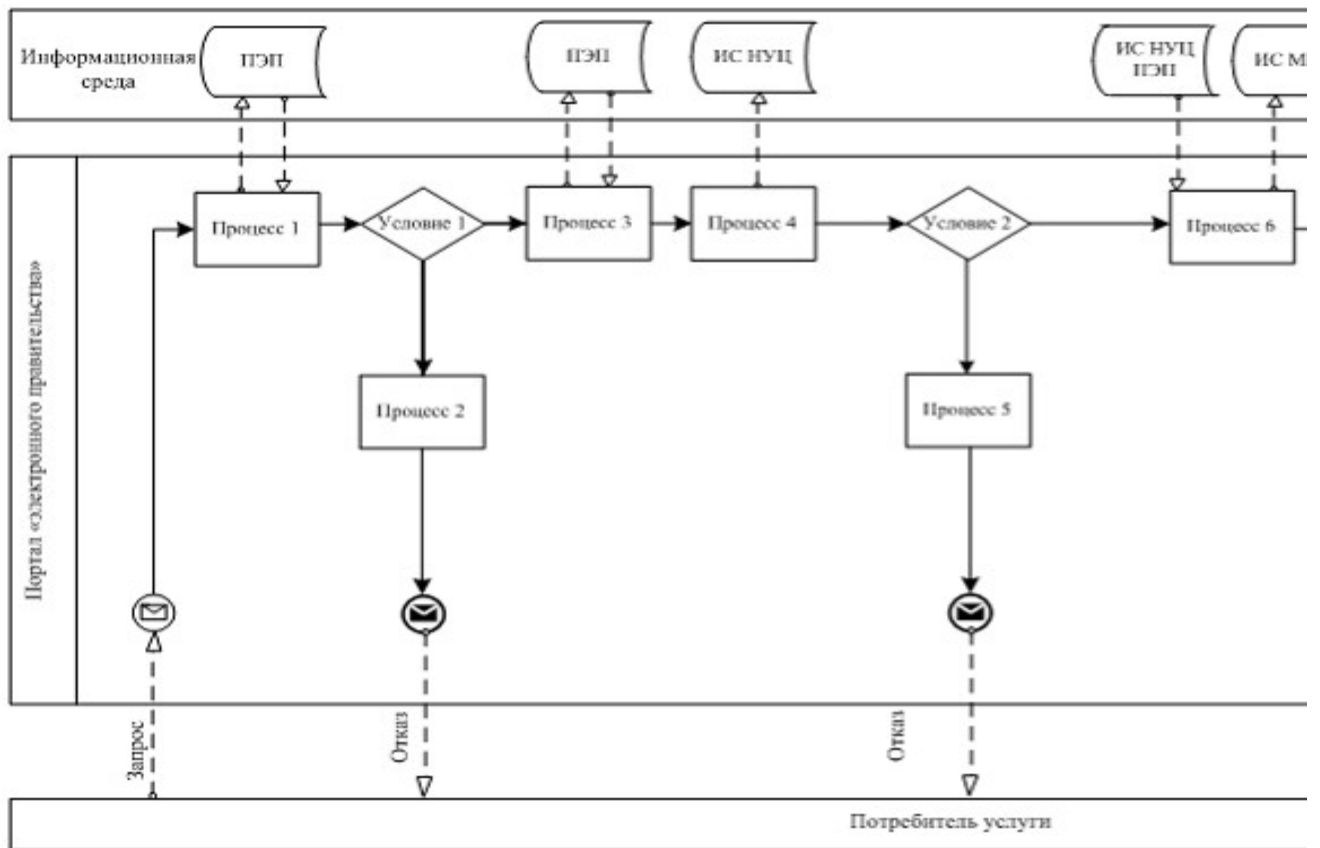 Информационная
среда
ПЭП
ПЭП
ИС НУЦ
ИС НУЦ
ПЭП
ИС М
Портал «электронного правительства»
Процесс 1
Условие 1
Процесс 3
Процесс 4
Условие 2
Процесс 6
Процесс 2
Процесс 5
Запрос
Отказ
Отказ
Потребитель услуги